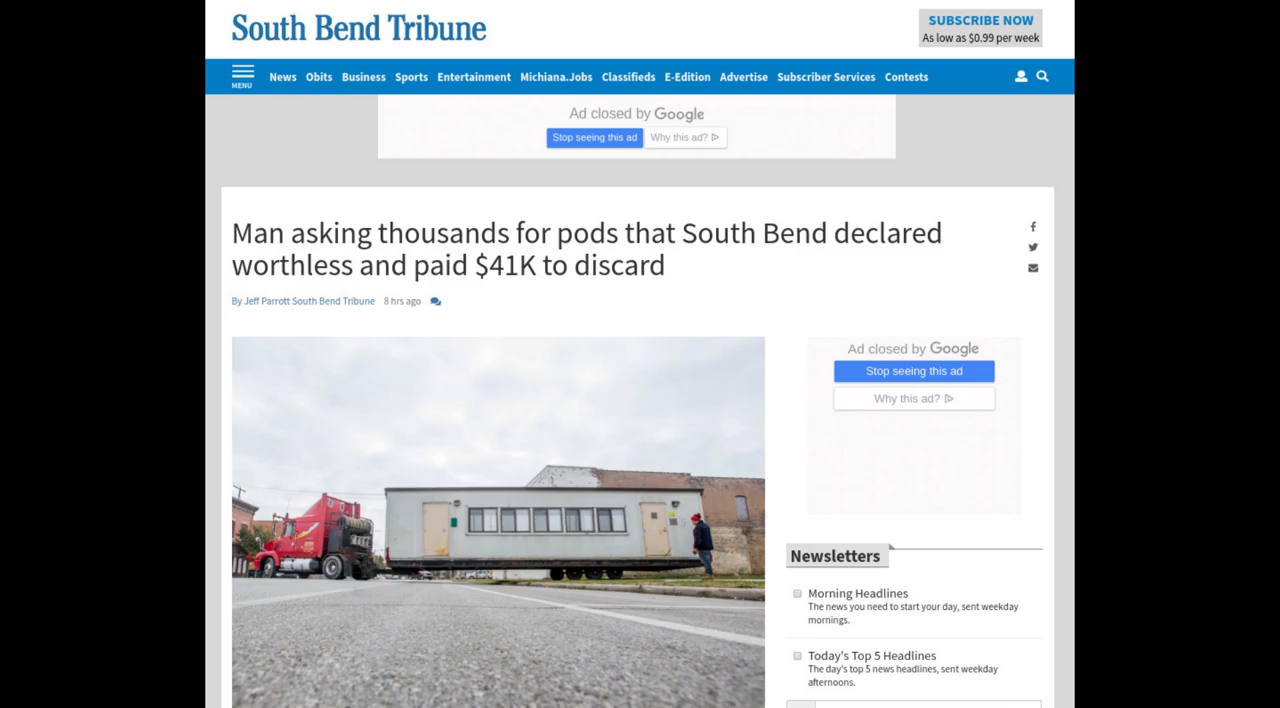 South Bend Tribune
SUBSCRIBE NOW
As low as $0.99 per week
MENU
News Obits Business Sports Entertainment Michiana.Jobs Classifieds E-Edition Advertise Subscriber Services Contests
Ad closed by Google
Stop seeing this ad Why this ad?
Man asking thousands for pods that South Bend declared
worthless and paid $41K to discard
By Jeff Parrott South Bend Tribune 8 hrs ago
Ad closed by Google
Stop seeing this ad
Why this ad?
Newsletters
Morning Headlines
The news you need to start your day, sent weekday
mornings.
Today's Top 5 Headlines
The day's top 5 news headlines, sent weekday
afternoons.